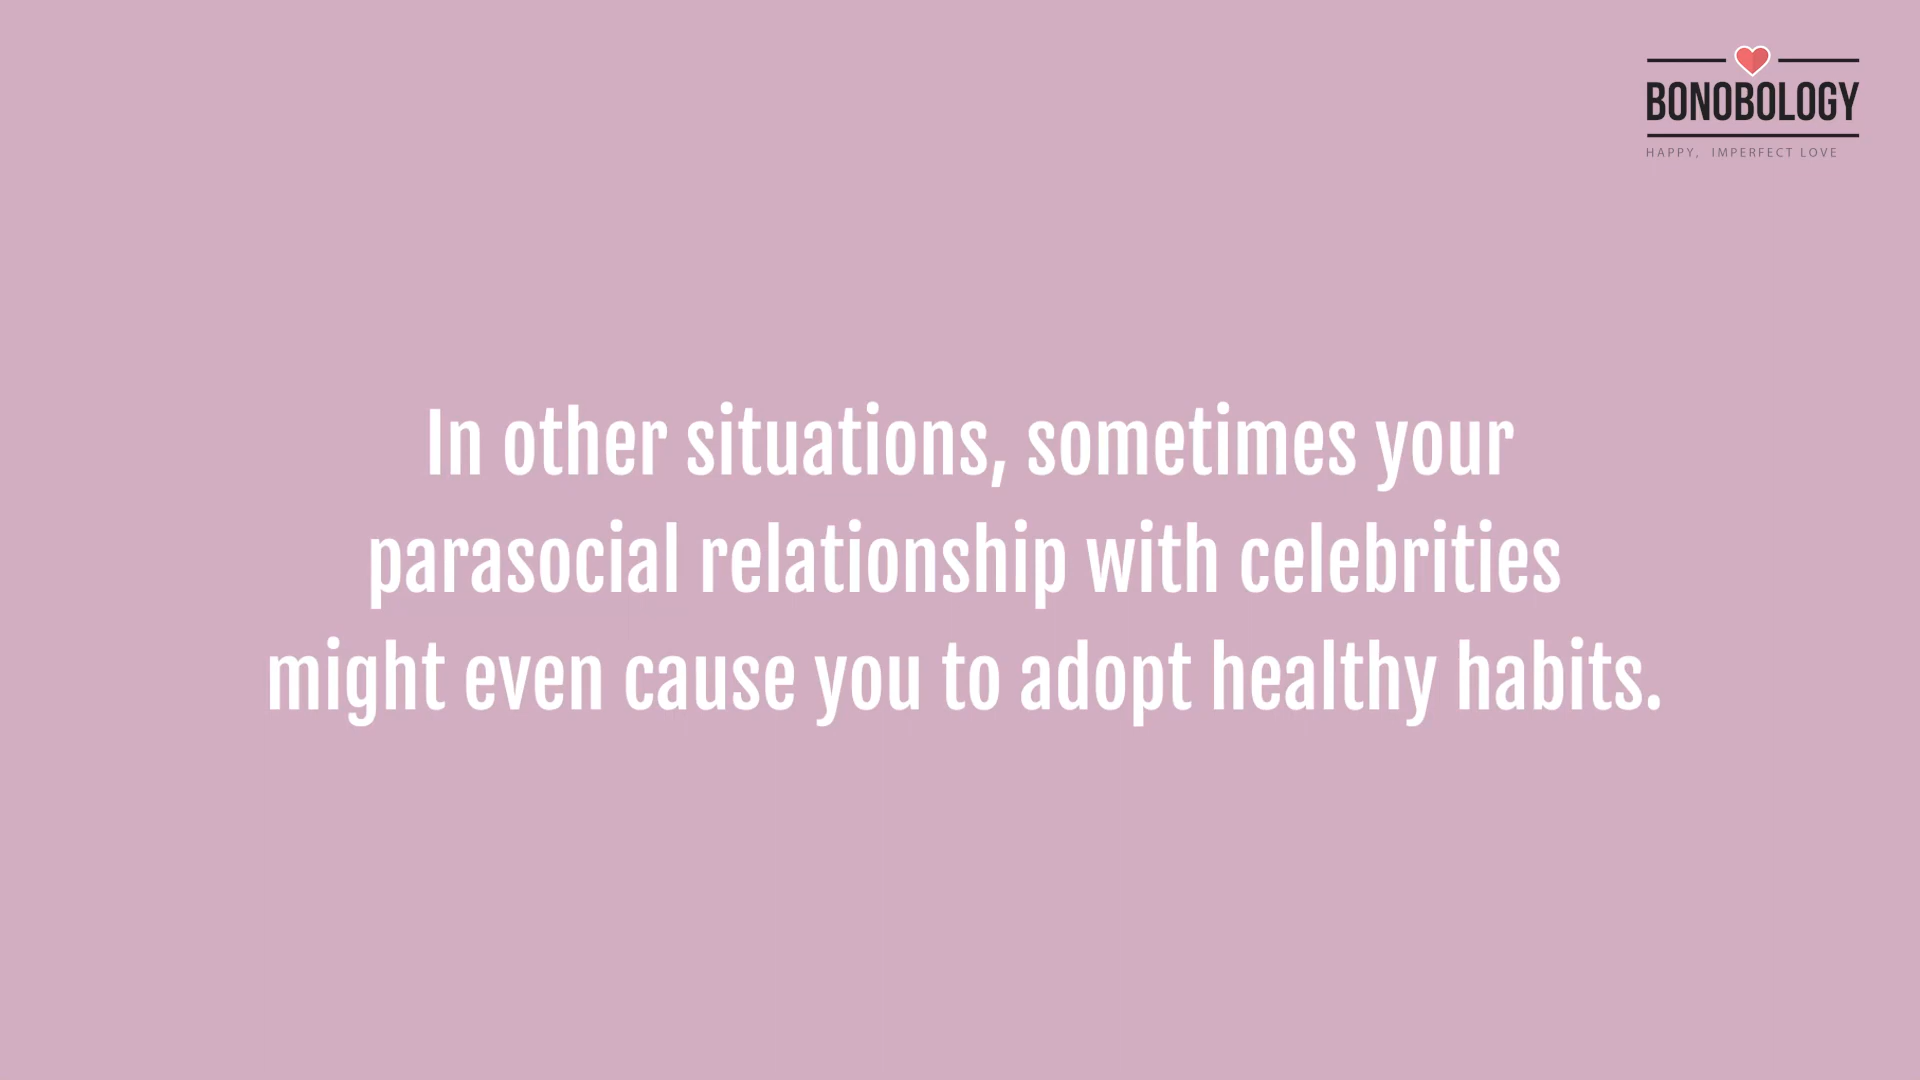 BONOBOLOGY
HAPPY, IMPERFECT LOVE
In other situations, sometimes your
parasocial relationship with celebrities
might even cause you to adopt healthy habits.